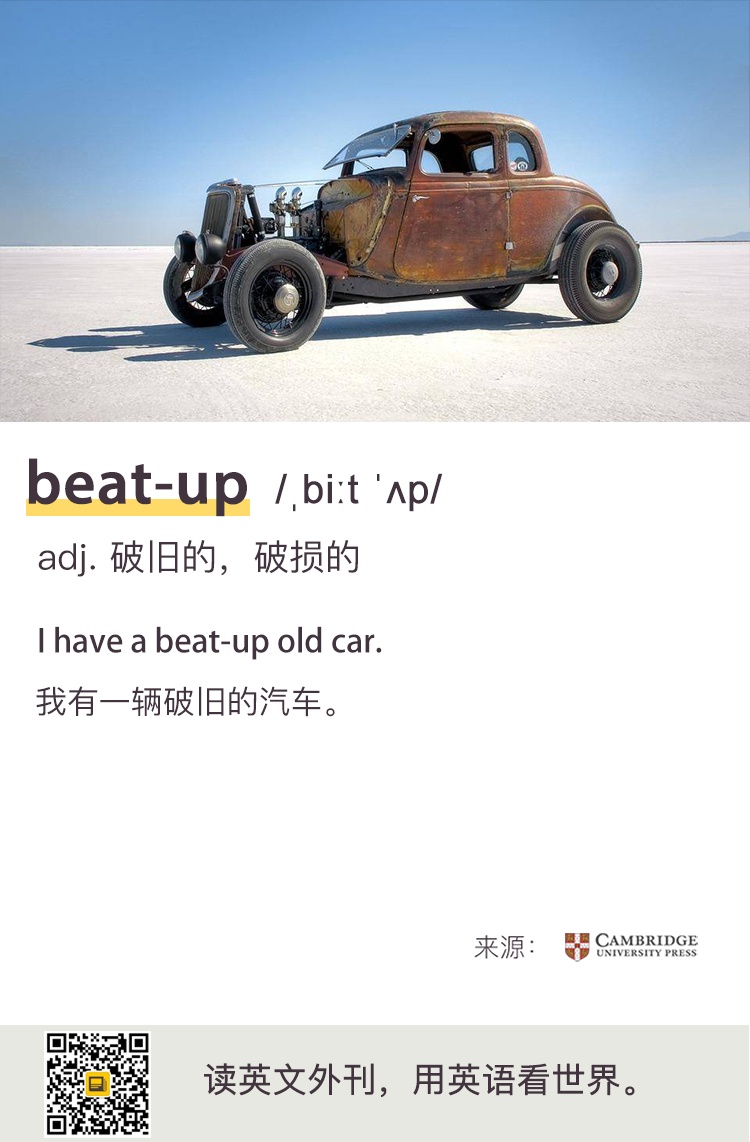 beat-up /ˌbiːt ˈʌp/
adj. 破旧的，破损的
I have a beat-up old car.
我有一辆破旧的汽车。
来源： CAMBRIDGE
UNIVERSITY PRESS
读英文外刊，用英语看世界。